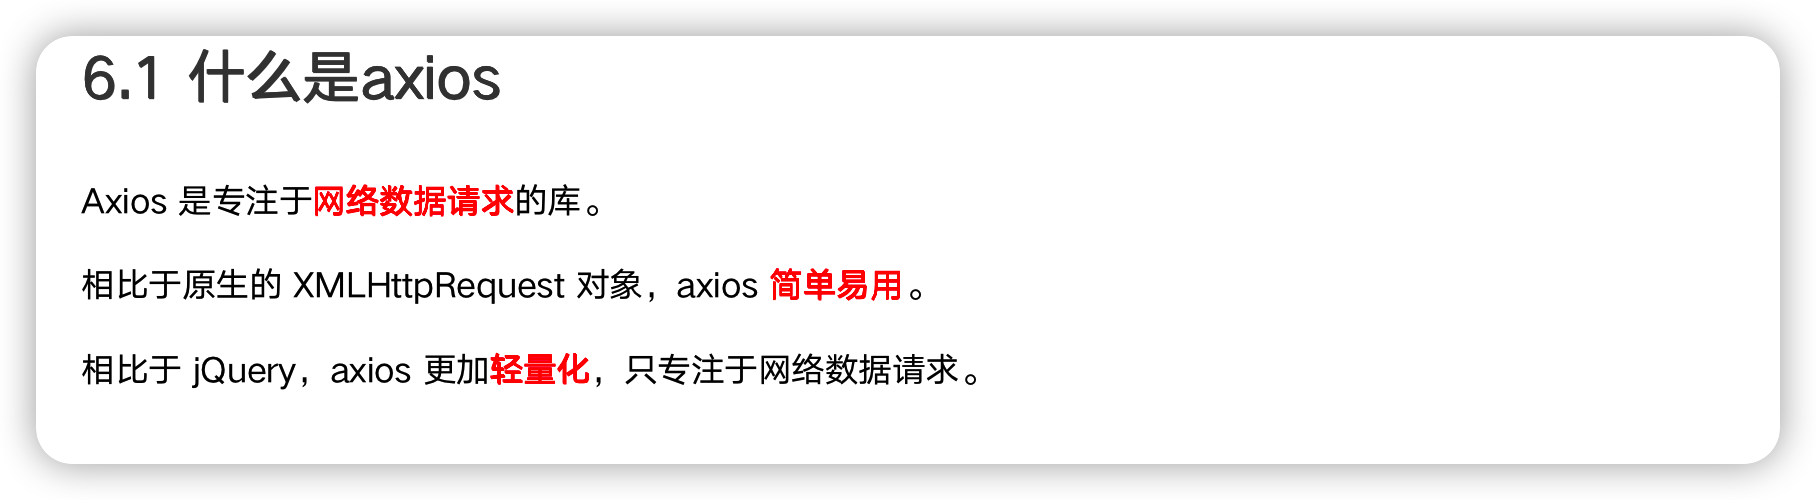 6.1 什么是axios
Axios 是专注于网络数据请求的库。
相比于原生的 XMLHttpRequest 对象，axios 简单易用。
相比于 jQuery，axios 更加轻量化，只专注于网络数据请求。